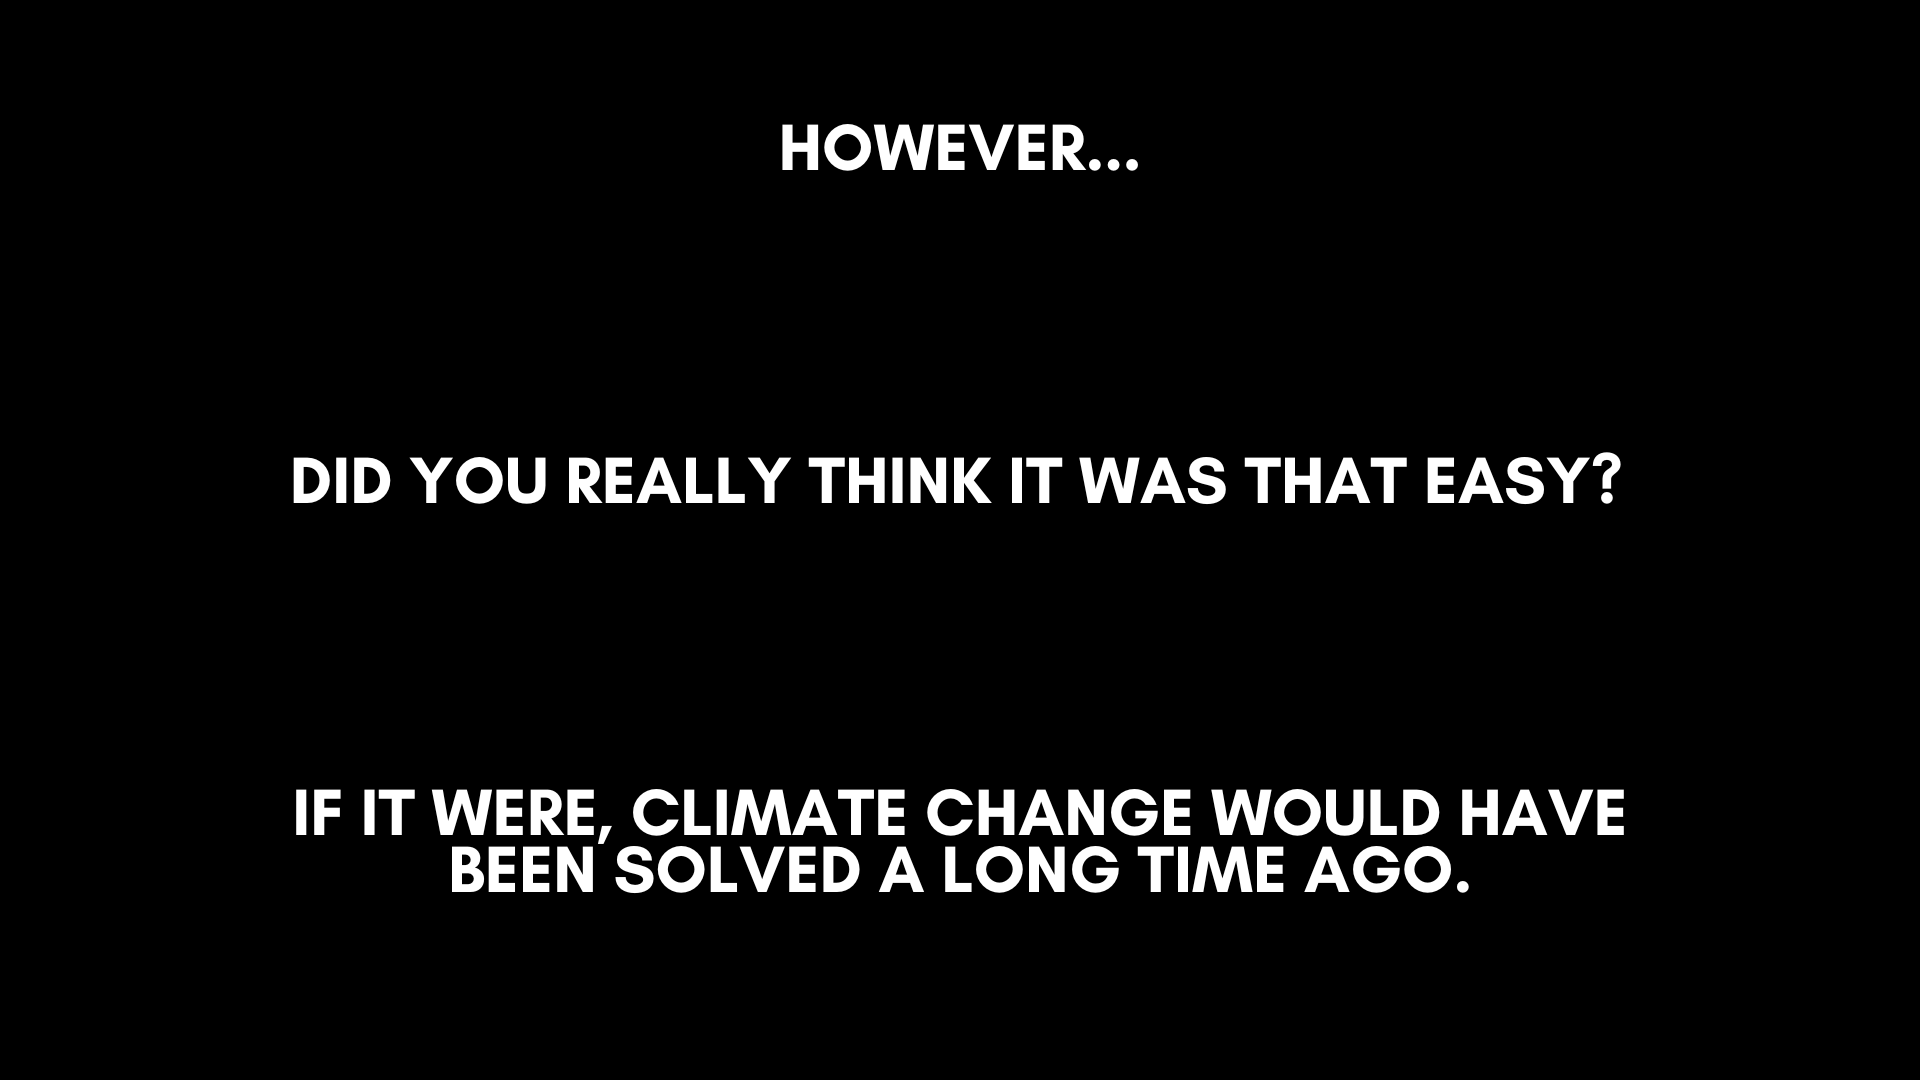 HOWEVER...
DID YOU REALLY THINK IT WAS THAT EASY?
IF IT WERE, CLIMATE CHANGE WOULD HAVE
BEEN SOLVED A LONG TIME AGO.